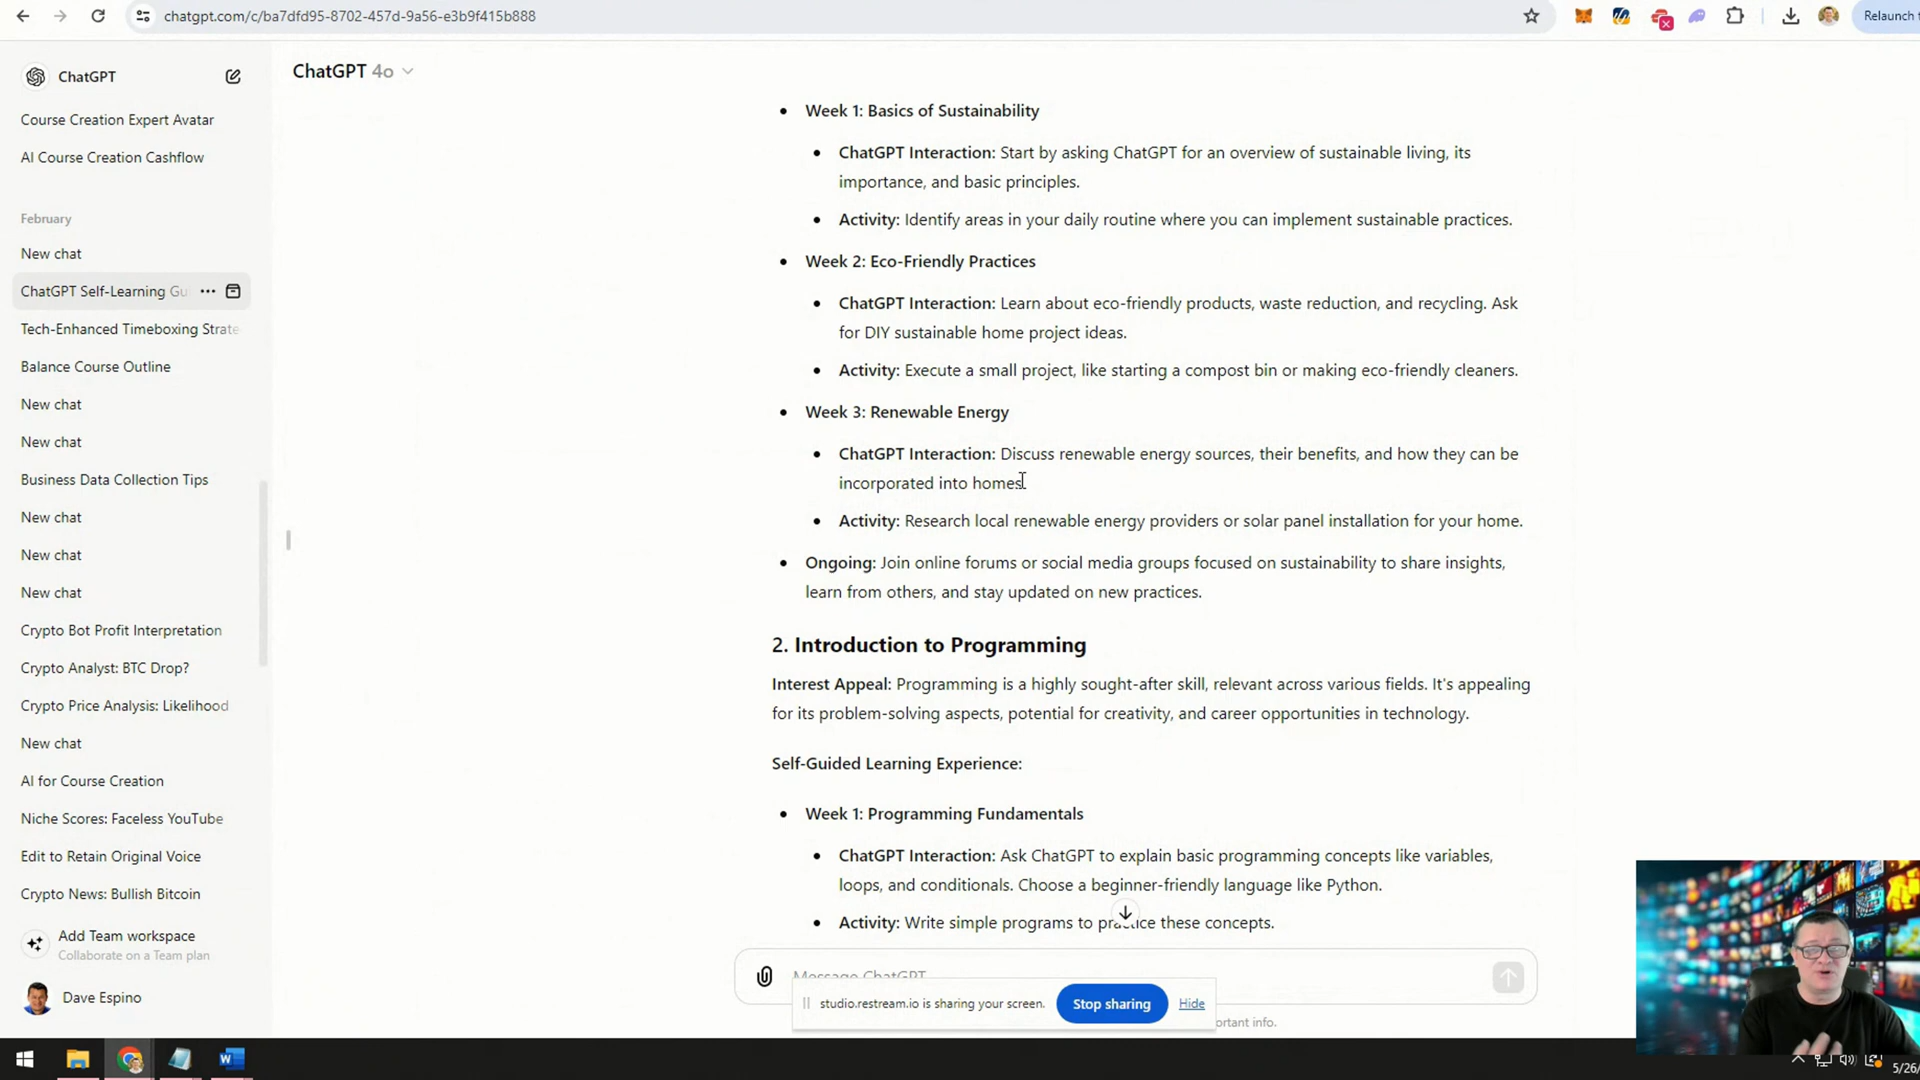 chatgpt.com/c/ba7dfd95-8702-457d-9a56-e3b9f415b888
Relaunch t
ChatGPT
Course Creation Expert Avatar
AI Course Creation Cashflow
February
New chat
ChatGPT Self-Learning Gu
Tech-Enhanced Timeboxing Strate
Balance Course Outline
New chat
New chat
Business Data Collection Tips
New chat
New chat
New chat
Crypto Bot Profit Interpretation
Crypto Analyst: BTC Drop?
Crypto Price Analysis: Likelihood
New chat
AI for Course Creation
Niche Scores: Faceless YouTube
Edit to Retain Original Voice
Crypto News: Bullish Bitcoin
Add Team workspace
Collaborate on a Team plan
Dave Espino
ChatGPT 4o
Week 1: Basics of Sustainability
ChatGPT Interaction: Start by asking ChatGPT for an overview of sustainable living, its
importance, and basic principles.
Activity: Identify areas in your daily routine where you can implement sustainable practices.
Week 2: Eco-Friendly Practices
ChatGPT Interaction: Learn about eco-friendly products, waste reduction, and recycling. Ask
for DIY sustainable home project ideas.
Activity: Execute a small project, like starting a compost bin or making eco-friendly cleaners.
Week 3: Renewable Energy
ChatGPT Interaction: Discuss renewable energy sources, their benefits, and how they can be
incorporated into homes.
Activity: Research local renewable energy providers or solar panel installation for your home.
Ongoing: Join online forums or social media groups focused on sustainability to share insights,
learn from others, and stay updated on new practices.
2. Introduction to Programming
Interest Appeal: Programming is a highly sought-after skill, relevant across various fields. It's appealing
for its problem-solving aspects, potential for creativity, and career opportunities in technology.
Self-Guided Learning Experience:
Week 1: Programming Fundamentals
ChatGPT Interaction: Ask ChatGPT to explain basic programming concepts like variables,
loops, and conditionals. Choose a beginner-friendly language like Python.
Activity: Write simple programs to practice these concepts.
Message ChatGPT
studio.restream.io is sharing your screen. Stop sharing Hide
ortant info.
5/26/